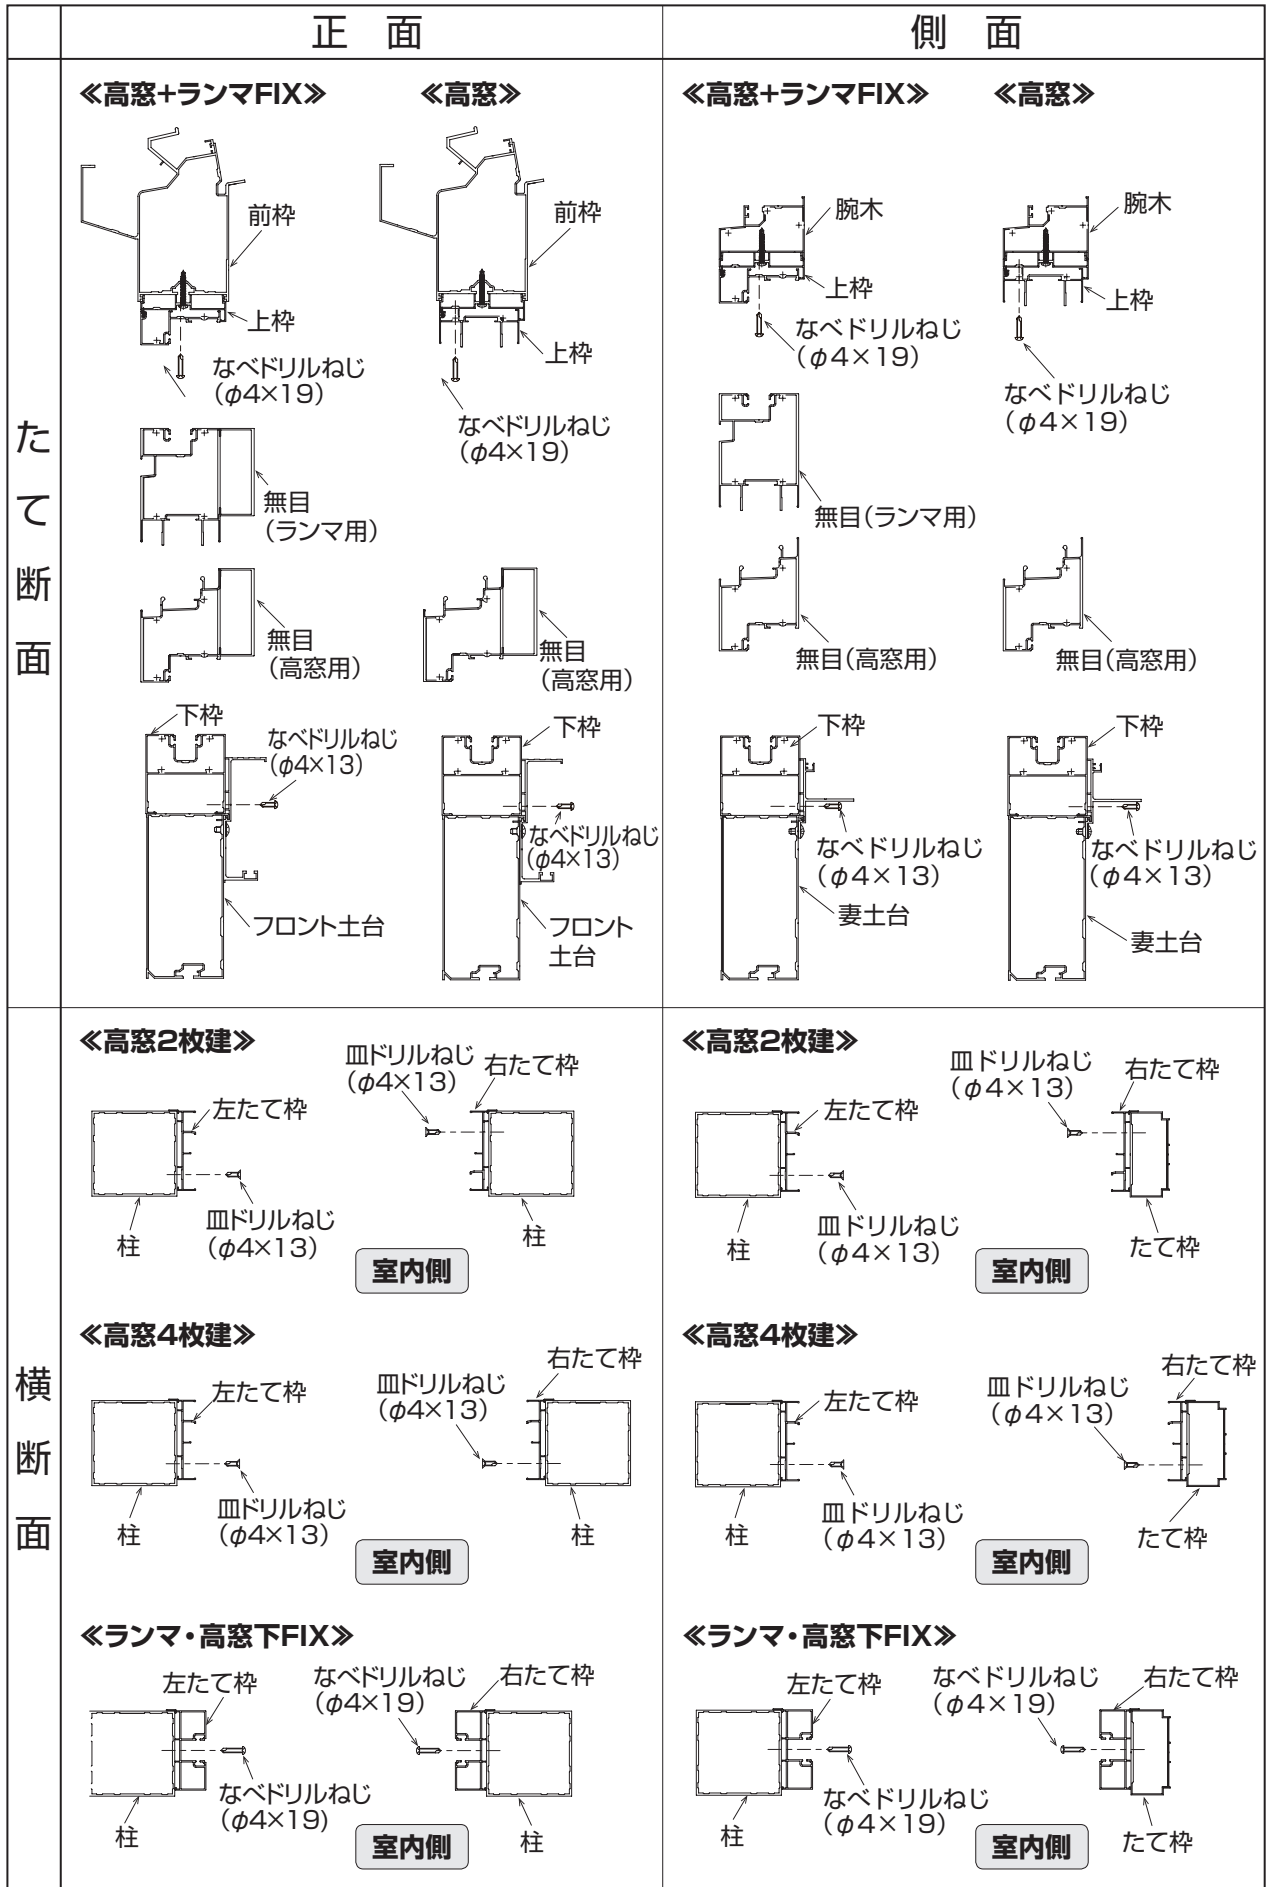 正　面
側　面
たて断面
≪高窓+ランマFIX≫
≪高窓≫
前枠
上枠
なべドリルねじ
(φ4×19)
前枠
上枠
なべドリルねじ
(φ4×19)
無目
(ランマ用)
無目
(高窓用)
無目
(高窓用)
下枠
なべドリルねじ
(φ4×13)
フロント土台
下枠
なべドリルねじ
(φ4×13)
フロント
土台
≪高窓+ランマFIX≫
≪高窓≫
腕木
上枠
なべドリルねじ
(φ4×19)
腕木
上枠
なべドリルねじ
(φ4×19)
無目(ランマ用)
無目(高窓用)
無目(高窓用)
下枠
なべドリルねじ
(φ4×13)
妻土台
下枠
なべドリルねじ
(φ4×13)
妻土台
横断面
≪高窓2枚建≫
皿ドリルねじ
(φ4×13)
右たて枠
左たて枠
皿ドリルねじ
(φ4×13)
柱
柱
室内側
≪高窓4枚建≫
右たて枠
皿ドリルねじ
(φ4×13)
左たて枠
皿ドリルねじ
(φ4×13)
柱
柱
室内側
≪ランマ・高窓下FIX≫
左たて枠
なべドリルねじ
(φ4×19)
右たて枠
なべドリルねじ
(φ4×19)
柱
柱
室内側
≪高窓2枚建≫
皿ドリルねじ
(φ4×13)
右たて枠
左たて枠
皿ドリルねじ
(φ4×13)
柱
たて枠
室内側
≪高窓4枚建≫
右たて枠
皿ドリルねじ
(φ4×13)
左たて枠
皿ドリルねじ
(φ4×13)
柱
たて枠
室内側
≪ランマ・高窓下FIX≫
左たて枠
なべドリルねじ
(φ4×19)
右たて枠
なべドリルねじ
(φ4×19)
柱
たて枠
室内側